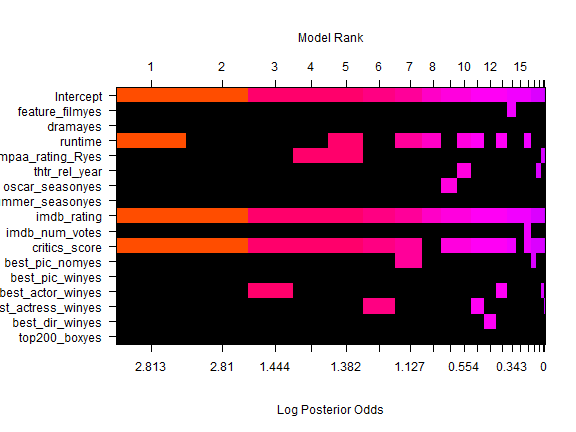 Model Rank
1 2 3 4 5 6 7 8 10 12 15
Intercept
feature_filmyes
dramayes
runtime
mpaa_rating_Ryes
thtr_rel_year
oscar_seasonyes
mmer_seasonyes
imdb_rating
imdb_num_votes
critics_score
best_pic_nomyes
best_pic_winyes
best_actor_winyes
st_actress_winyes
best_dir_winyes
top200_boxyes
2.813 2.81 1.444 1.382 1.127 0.554 0.343 0
Log Posterior Odds